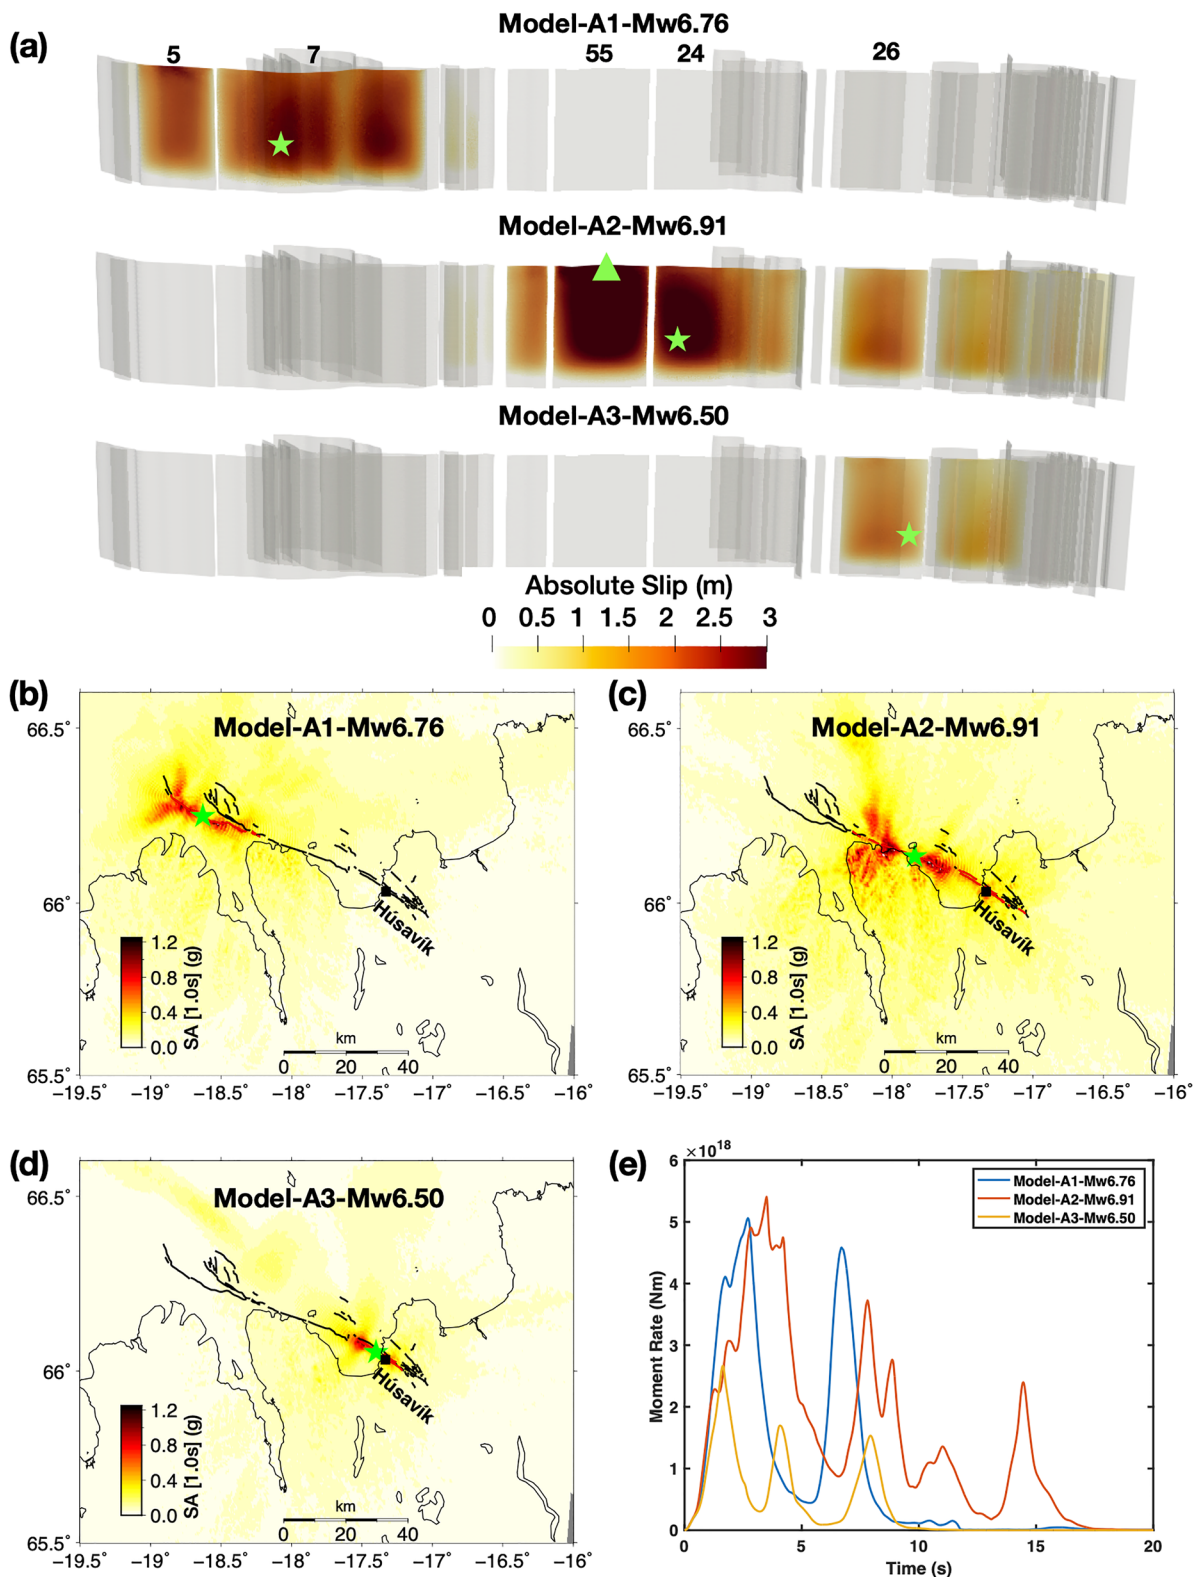 (a)
Model-A1-Mw6.76
5 7 55 24 26
Model-A2-Mw6.91
Model-A3-Mw6.50
Absolute Slip (m)
0 0.5 1 1.5 2 2.5 3
(b)
Model-A1-Mw6.76
66.5°
66°
65.5°
Húsavík
1.2
0.8
0.4
0.0
SA [1.0s] (g)
km
0 20 40
−19.5 −19° −18.5 −18° −17.5 −17° −16.5 −16°
(c)
Model-A2-Mw6.91
66.5°
66°
65.5°
Húsavík
1.2
0.8
0.4
0.0
SA [1.0s] (g)
km
0 20 40
−19.5 −19° −18.5 −18° −17.5 −17° −16.5 −16°
(d)
Model-A3-Mw6.50
66.5°
66°
65.5°
Húsavík
1.2
0.8
0.4
0.0
SA [1.0s] (g)
km
0 20 40
−19.5 −19° −18.5 −18° −17.5 −17° −16.5 −16°
(e)
×10¹⁸
6
5
4
3
2
1
0
Moment Rate (Nm)
Model-A1-Mw6.76
Model-A2-Mw6.91
Model-A3-Mw6.50
0 5 10 15 20
Time (s)